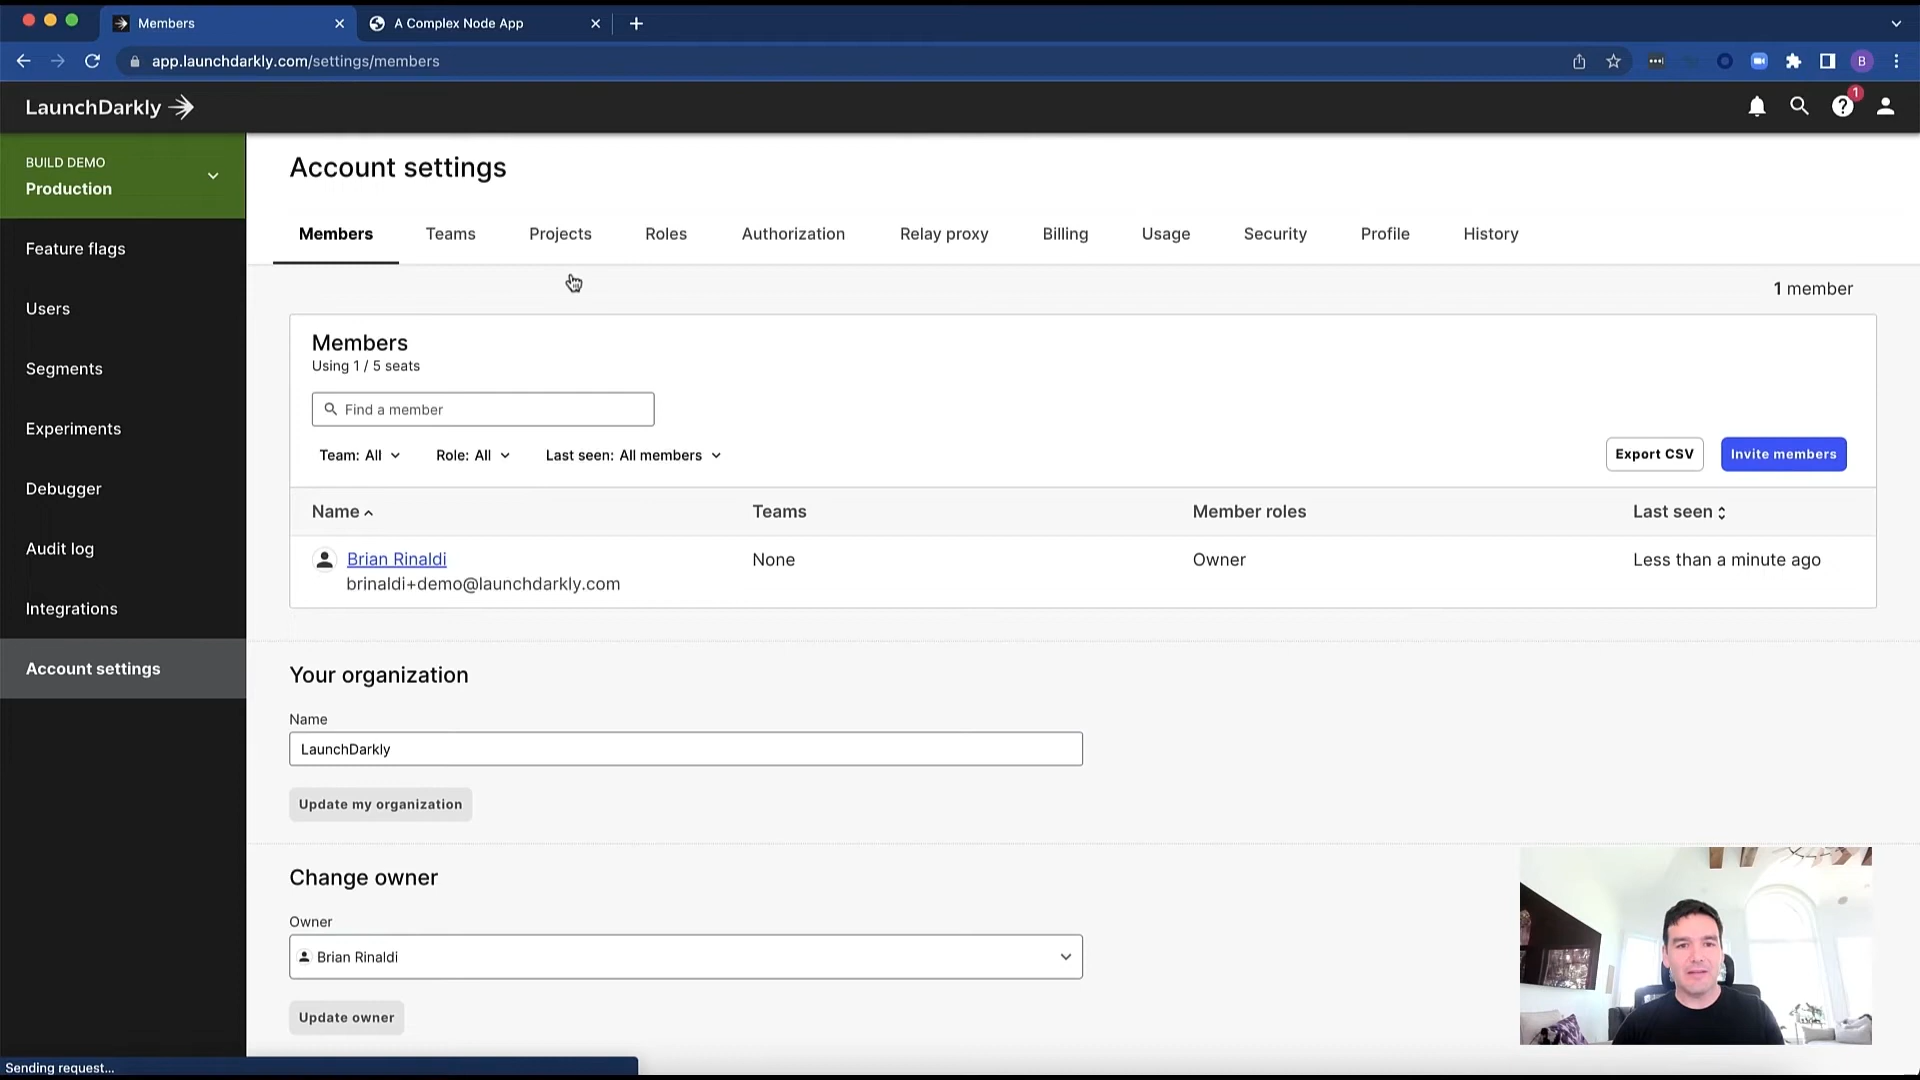 Members
A Complex Node App
app.launchdarkly.com/settings/members
B
LaunchDarkly
1
BUILD DEMO
Production
Feature flags
Users
Segments
Experiments
Debugger
Audit log
Integrations
Account settings
Account settings
Members Teams Projects Roles Authorization Relay proxy Billing Usage Security Profile History
1 member
Members
Using 1 / 5 seats
Find a member
Team: All Role: All Last seen: All members
Export CSV Invite members
Name Teams Member roles Last seen
Brian Rinaldi None Owner Less than a minute ago
brinaldi+demo@launchdarkly.com
Your organization
Name
LaunchDarkly
Update my organization
Change owner
Owner
Brian Rinaldi
Update owner
Sending request...